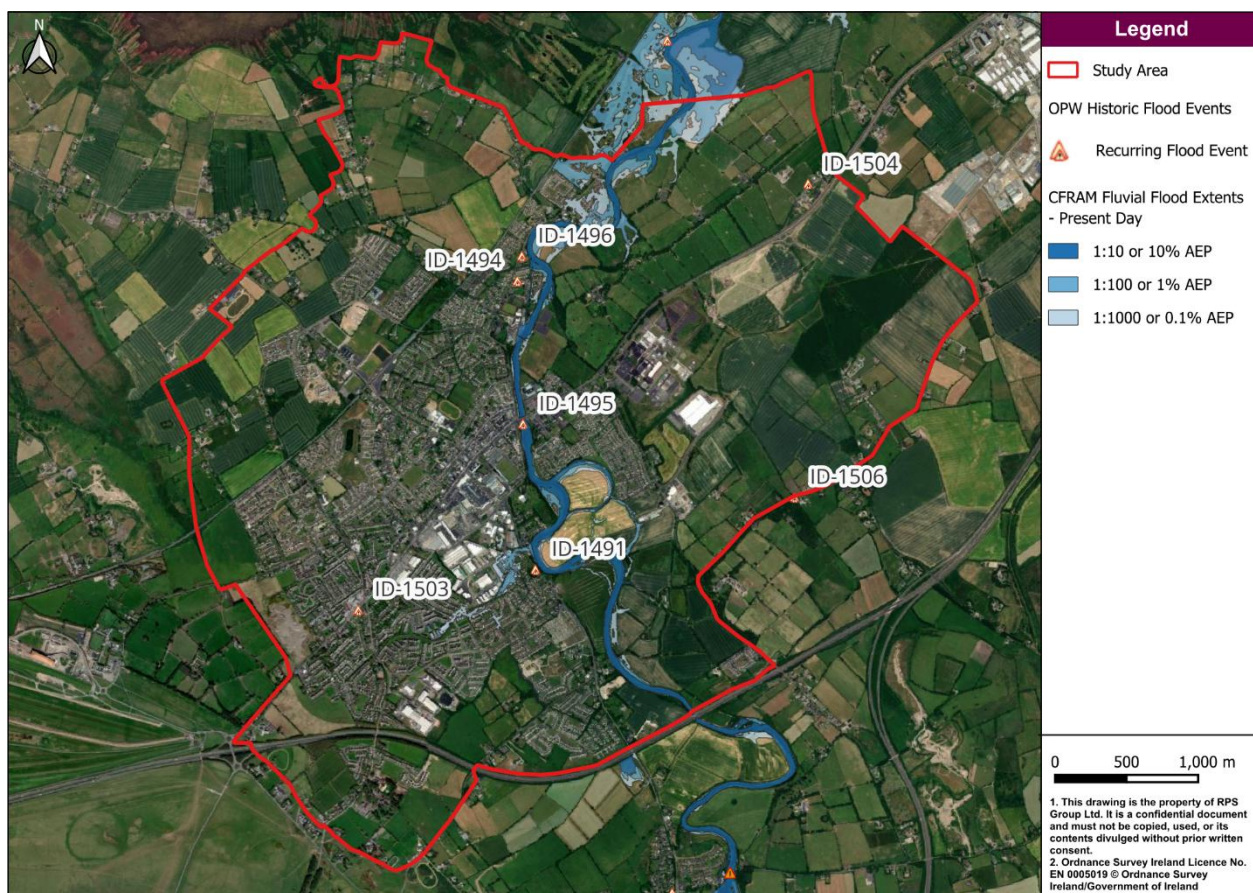 N
ID-1504
ID-1496
ID-1494
ID-1495
ID-1506
ID-1491
ID-1503
Legend
Study Area
OPW Historic Flood Events
Recurring Flood Event
CFRAM Fluvial Flood Extents
- Present Day
1:10 or 10% AEP
1:100 or 1% AEP
1:1000 or 0.1% AEP
0 500 1,000 m
1. This drawing is the property of RPS
Group Ltd. It is a confidential document
and must not be copied, used, or its
contents divulged without prior written
consent.
2. Ordnance Survey Ireland Licence No.
EN 0005019 © Ordnance Survey
Ireland/Government of Ireland